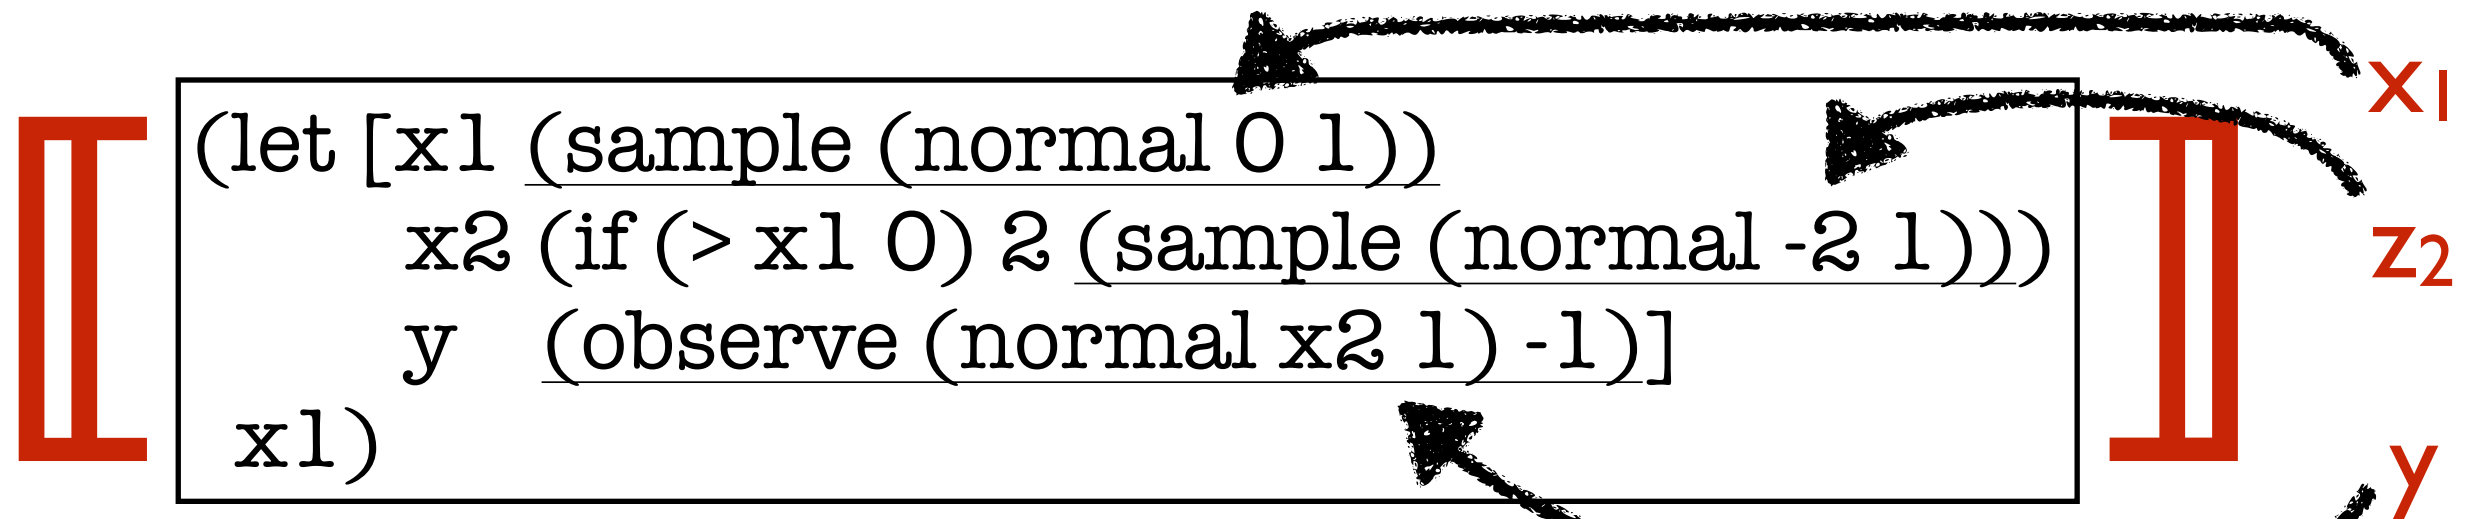 (let [x1 (sample (normal 0 1))
x2 (if (> x1 0) 2 (sample (normal -2 1)))
y (observe (normal x2 1) -1)]
x1)
x1
z2
y